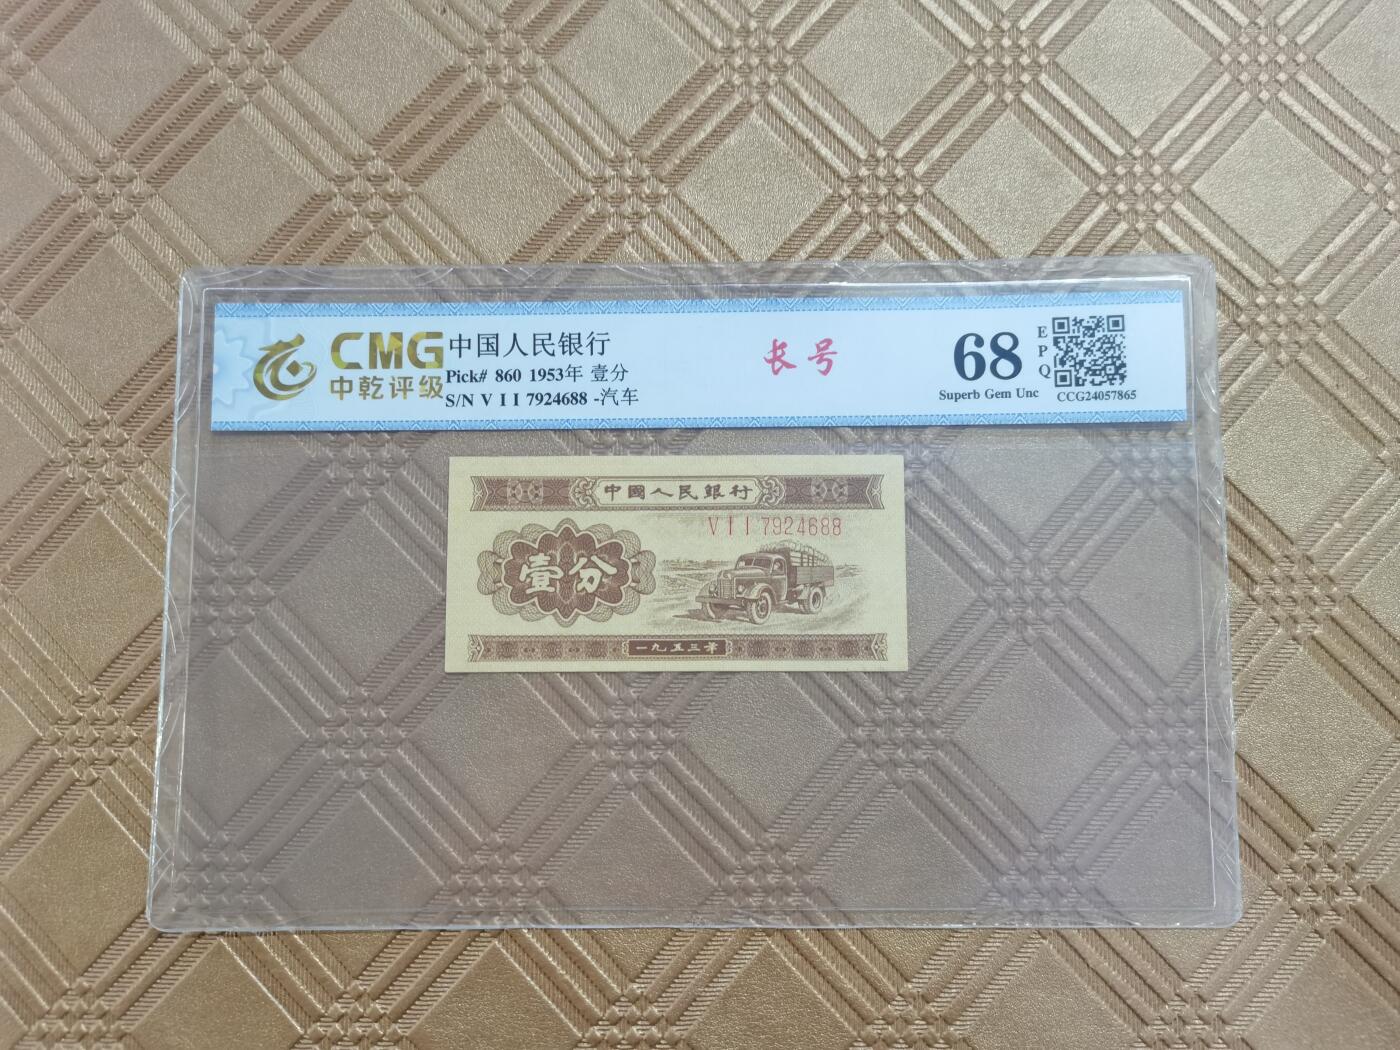 CMG
中乾评级
中国人民银行
Pick# 860 1953年 壹分
S/N V I I 7924688 -汽车
长号
68
EPQ
Superb Gem Unc
CCG24057865
中國人民銀行
V I I 7924688
壹分
一九五三年